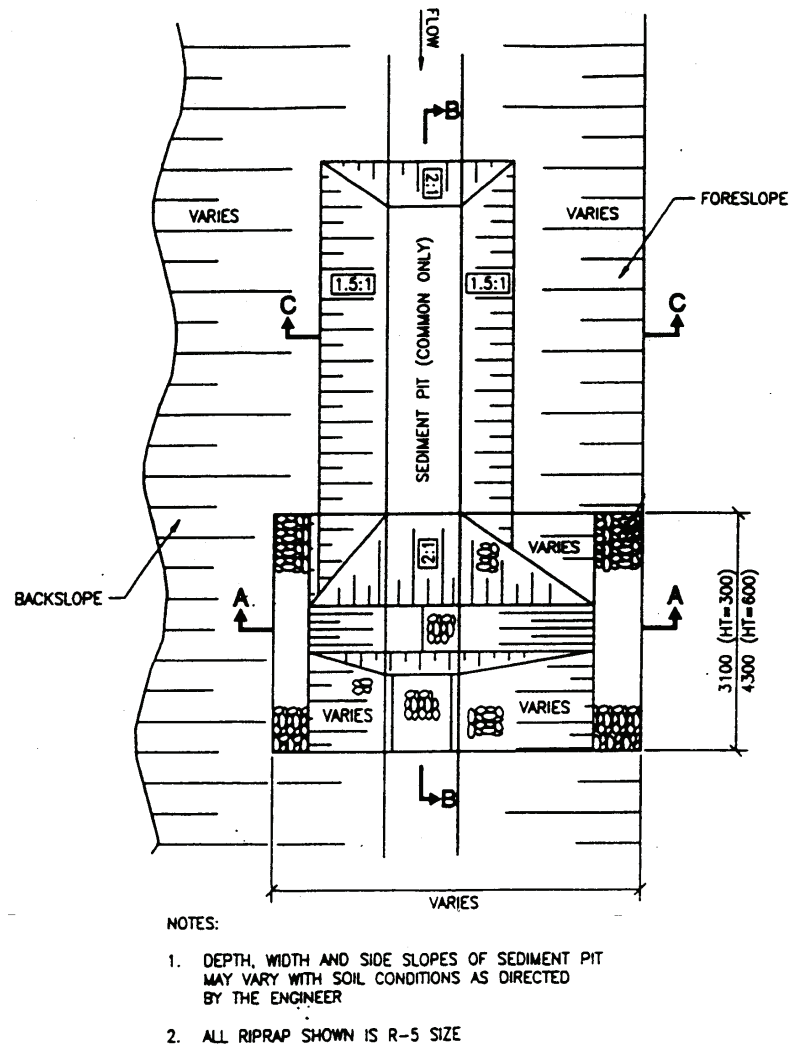 FLOW
B
2:1
VARIES
VARIES
FORESLOPE
1.5:1
1.5:1
C
C
SEDIMENT PIT (COMMON ONLY)
2:1
VARIES
BACKSLOPE
A
A
3100 (HT=300)
4300 (HT=600)
VARIES
VARIES
B
VARIES
NOTES:
1. DEPTH, WIDTH AND SIDE SLOPES OF SEDIMENT PIT
MAY VARY WITH SOIL CONDITIONS AS DIRECTED
BY THE ENGINEER
2. ALL RIPRAP SHOWN IS R-5 SIZE